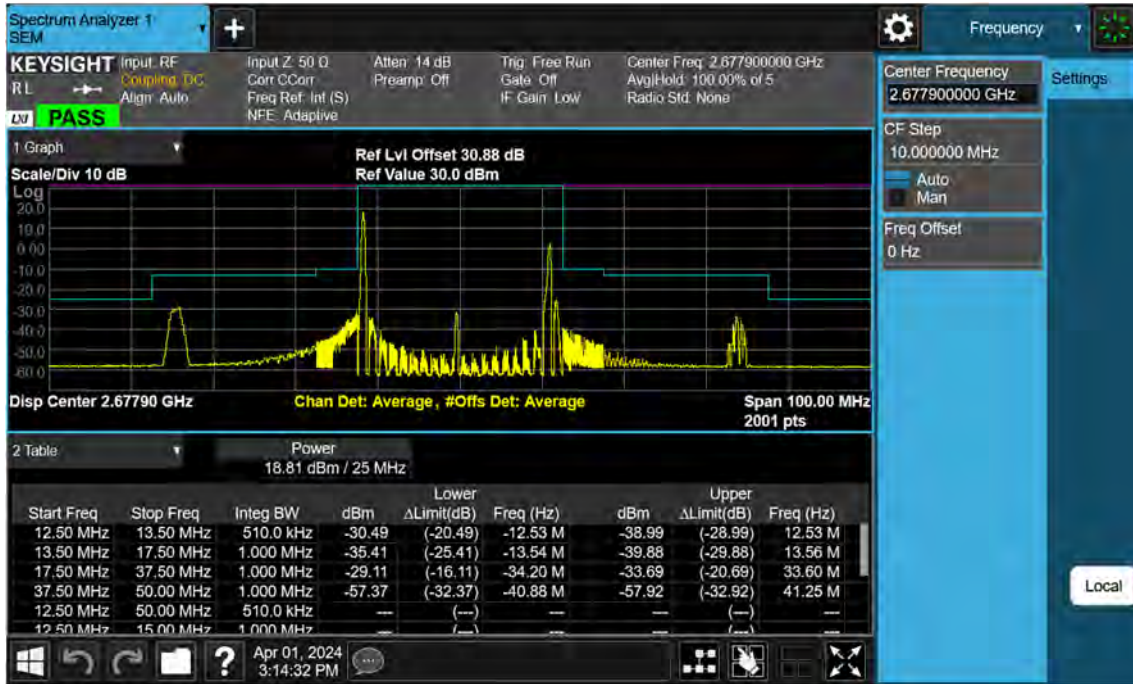 Spectrum Analyzer 1
SEM
+
Frequency
KEYSIGHT
RL
LXI
PASS
Input: RF
Coupling: DC
Align: Auto
Input Z: 50 Ω
Corr CCorr
Freq Ref: Int (S)
NFE: Adaptive
Atten: 14 dB
Preamp: Off
Trig: Free Run
Gate: Off
IF Gain: Low
Center Freq: 2.677900000 GHz
Avg|Hold: 100.00% of 5
Radio Std: None
Center Frequency
2.677900000 GHz
Settings
CF Step
10.000000 MHz
Auto
Man
Freq Offset
0 Hz
Local
1 Graph
Scale/Div 10 dB
Ref Lvl Offset 30.88 dB
Ref Value 30.0 dBm
Log
20.0
10.0
0.00
-10.0
-20.0
-30.0
-40.0
-50.0
-60.0
Disp Center 2.67790 GHz
Chan Det: Average, #Offs Det: Average
Span 100.00 MHz
2001 pts
2 Table
Power
18.81 dBm / 25 MHz
Lower Upper
Start Freq Stop Freq Integ BW dBm ΔLimit(dB) Freq (Hz) dBm ΔLimit(dB) Freq (Hz)
12.50 MHz 13.50 MHz 510.0 kHz -30.49 (-20.49) -12.53 M -38.99 (-28.99) 12.53 M
13.50 MHz 17.50 MHz 1.000 MHz -35.41 (-25.41) -13.54 M -39.88 (-29.88) 13.56 M
17.50 MHz 37.50 MHz 1.000 MHz -29.11 (-16.11) -34.20 M -33.69 (-20.69) 33.60 M
37.50 MHz 50.00 MHz 1.000 MHz -57.37 (-32.37) -40.88 M -57.92 (-32.92) 41.25 M
12.50 MHz 50.00 MHz 510.0 kHz --- (---) --- --- (---) ---
12.50 MHz 15.00 MHz 1.000 MHz --- (---) --- --- (---) ---
?
Apr 01, 2024
3:14:32 PM